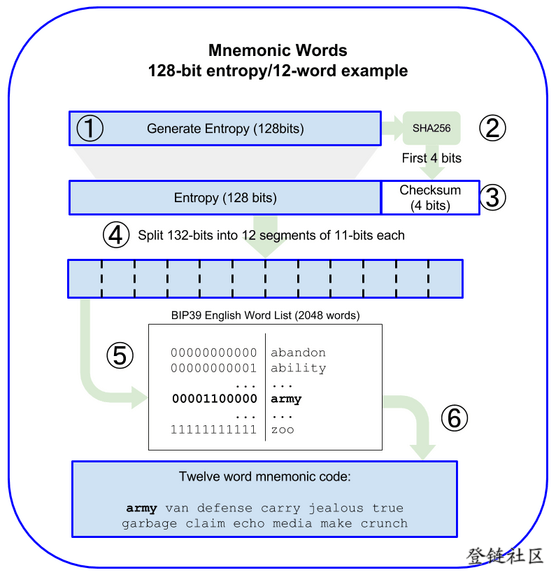 Mnemonic Words
128-bit entropy/12-word example
① Generate Entropy (128bits) SHA256 ②
First 4 bits
Entropy (128 bits) Checksum (4 bits) ③
④ Split 132-bits into 12 segments of 11-bits each
BIP39 English Word List (2048 words)
⑤
00000000000 abandon
00000000001 ability
... ...
00001100000 army
... ...
11111111111 zoo
⑥
Twelve word mnemonic code:
army van defense carry jealous true
garbage claim echo media make crunch
登链社区